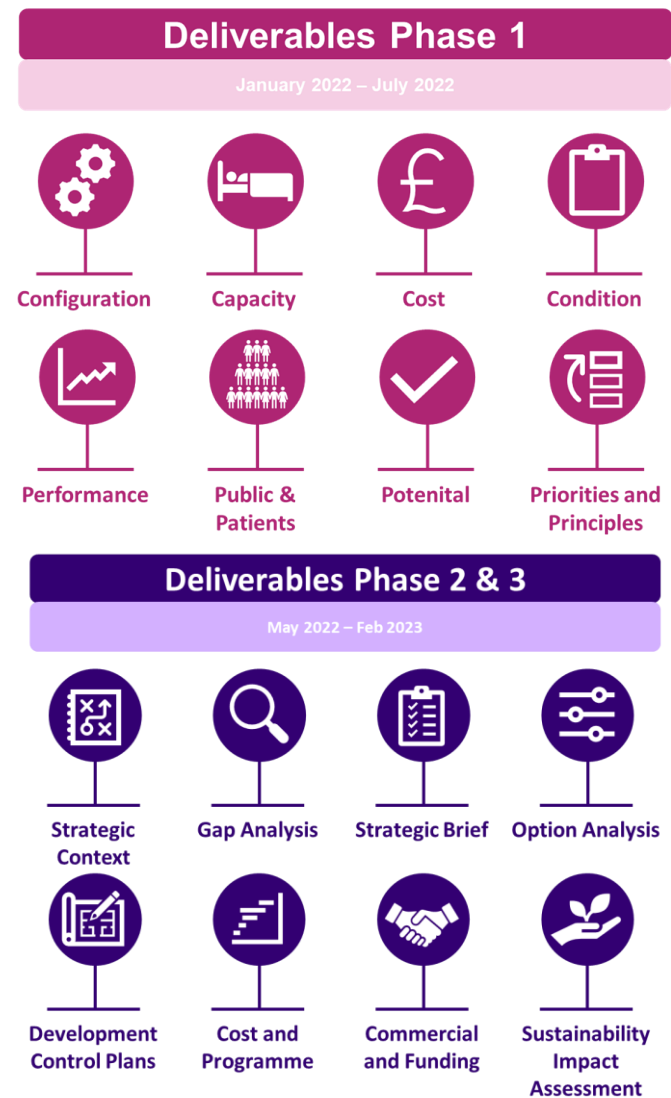 Deliverables Phase 1
January 2022 – July 2022
Configuration
Capacity
Cost
Condition
Performance
Public &
Patients
Potenital
Priorities and
Principles
Deliverables Phase 2 & 3
May 2022 – Feb 2023
Strategic
Context
Gap Analysis
Strategic Brief
Option Analysis
Development
Control Plans
Cost and
Programme
Commercial
and Funding
Sustainability
Impact
Assessment